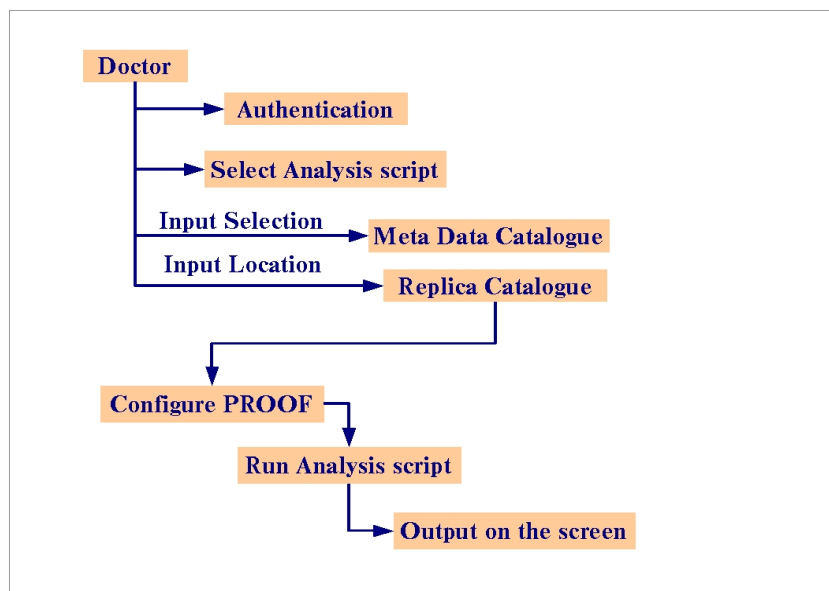 Doctor
Authentication
Select Analysis script
Input Selection
Meta Data Catalogue
Input Location
Replica Catalogue
Configure PROOF
Run Analysis script
Output on the screen